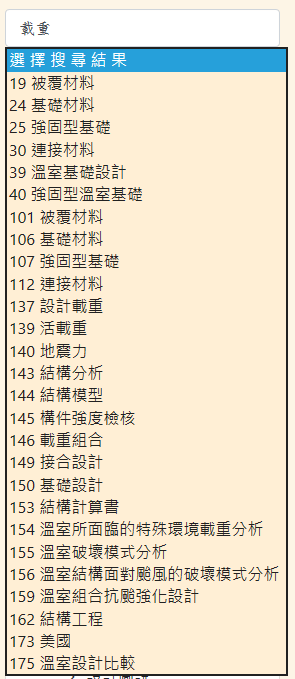 載重
選擇搜尋結果
19 被覆材料
24 基礎材料
25 強固型基礎
30 連接材料
39 溫室基礎設計
40 強固型溫室基礎
101 被覆材料
106 基礎材料
107 強固型基礎
112 連接材料
137 設計載重
139 活載重
140 地震力
143 結構分析
144 結構模型
145 構件強度檢核
146 載重組合
149 接合設計
150 基礎設計
153 結構計算書
154 溫室所面臨的特殊環境載重分析
155 溫室破壞模式分析
156 溫室結構面對颱風的破壞模式分析
159 溫室組合抗颱強化設計
162 結構工程
173 美國
175 溫室設計比較